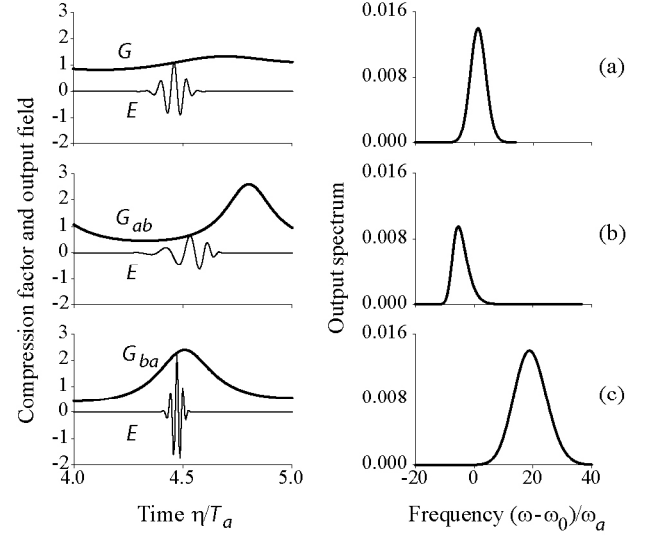 Compression factor and output field
3
2
1
0
-1
-2
G
E
3
2
1
0
-1
-2
G_ab
E
3
2
1
0
-1
-2
G_ba
E
4.0 4.5 5.0
Time η/T_a
Output spectrum
0.016
0.008
0.000
(a)
0.016
0.008
0.000
(b)
0.016
0.008
0.000
(c)
-20 0 20 40
Frequency (ω-ω_0)/ω_a